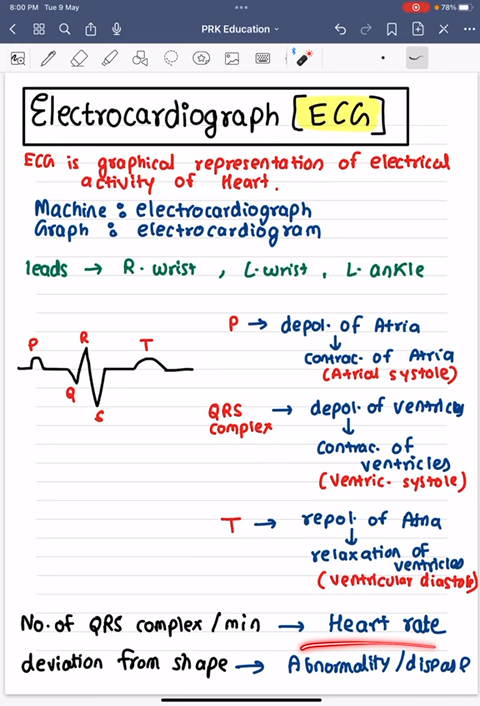 8:00 PM Tue 9 May
78%
PRK Education
Electrocardiograph [ECG]
ECG is graphical representation of electrical
activity of Heart.
Machine : electrocardiograph
Graph : electrocardiogram
leads → R. wrist , L. wrist , L. ankle
P → depol. of Atria
↓
contrac. of Atria
(Atrial systole)
R
P
T
Q
S
QRS complex → depol. of ventricles
↓
contrac. of
ventricles
(Ventric. systole)
T → repol. of Atria
↓
relaxation of
ventricles
(ventricular diastole)
No. of QRS complex / min → Heart rate
deviation from shape → Abnormality / disease